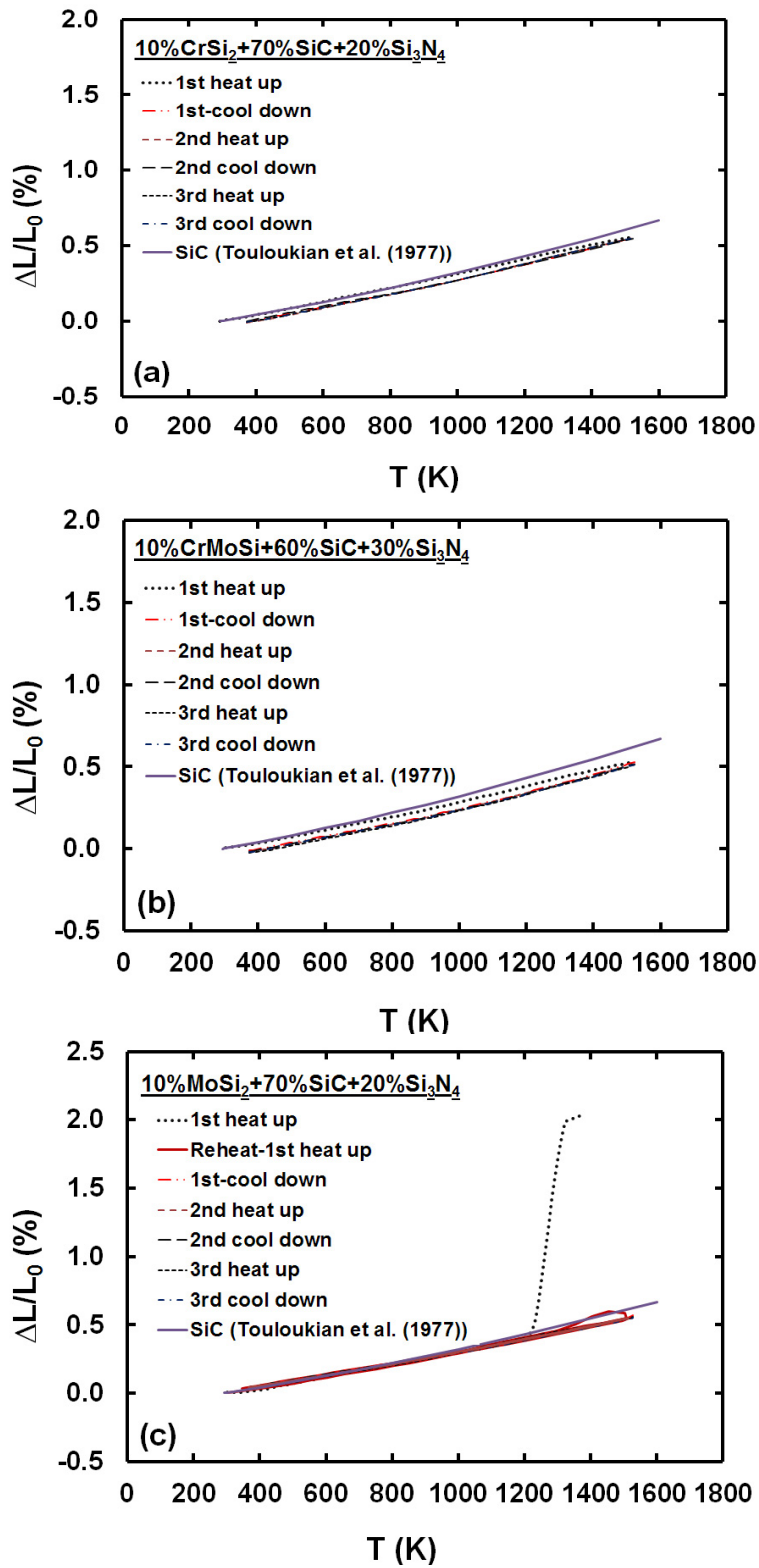 2.0
10%CrSi2+70%SiC+20%Si3N4
1st heat up
1.5
1st-cool down
2nd heat up
2nd cool down
1.0
3rd heat up
3rd cool down
SiC (Touloukian et al. (1977))
0.5
0.0
(a)
-0.5
0 200 400 600 800 1000 1200 1400 1600 1800
ΔL/L0 (%)
T (K)
2.0
10%CrMoSi+60%SiC+30%Si3N4
1st heat up
1.5
1st-cool down
2nd heat up
1.0
2nd cool down
3rd heat up
3rd cool down
0.5
SiC (Touloukian et al. (1977))
0.0
(b)
-0.5
0 200 400 600 800 1000 1200 1400 1600 1800
ΔL/L0 (%)
T (K)
2.5
10%MoSi2+70%SiC+20%Si3N4
2.0
1st heat up
Reheat-1st heat up
1.5
1st-cool down
2nd heat up
1.0
2nd cool down
3rd heat up
3rd cool down
0.5
SiC (Touloukian et al. (1977))
0.0
(c)
-0.5
0 200 400 600 800 1000 1200 1400 1600 1800
ΔL/L0 (%)
T (K)